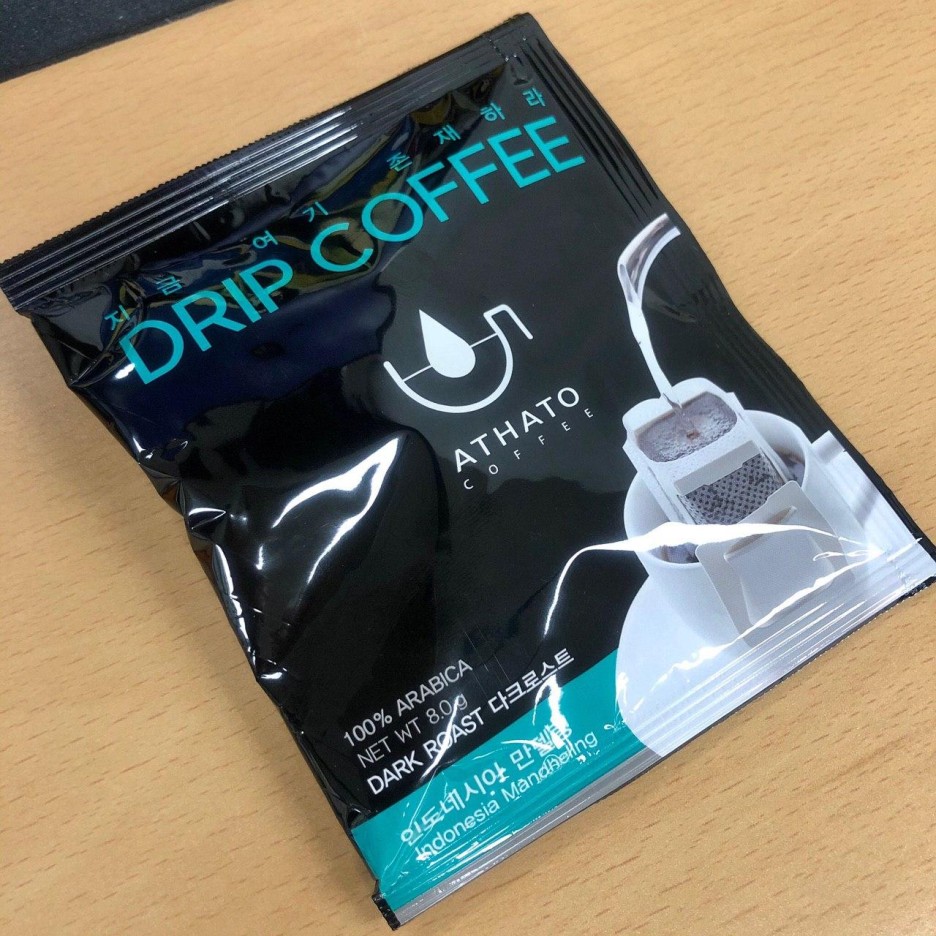 지금 여기 존재하라
DRIP COFFEE
ATHATO
COFFEE
100% ARABICA
NET WT 8.0 g
DARK ROAST 다크로스트
인도네시아 만델링
Indonesia Mandheling